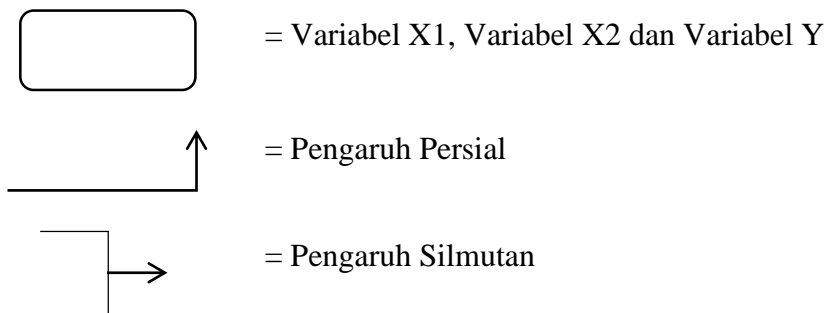 = Variabel X1, Variabel X2 dan Variabel Y
= Pengaruh Persial
= Pengaruh Silmutan